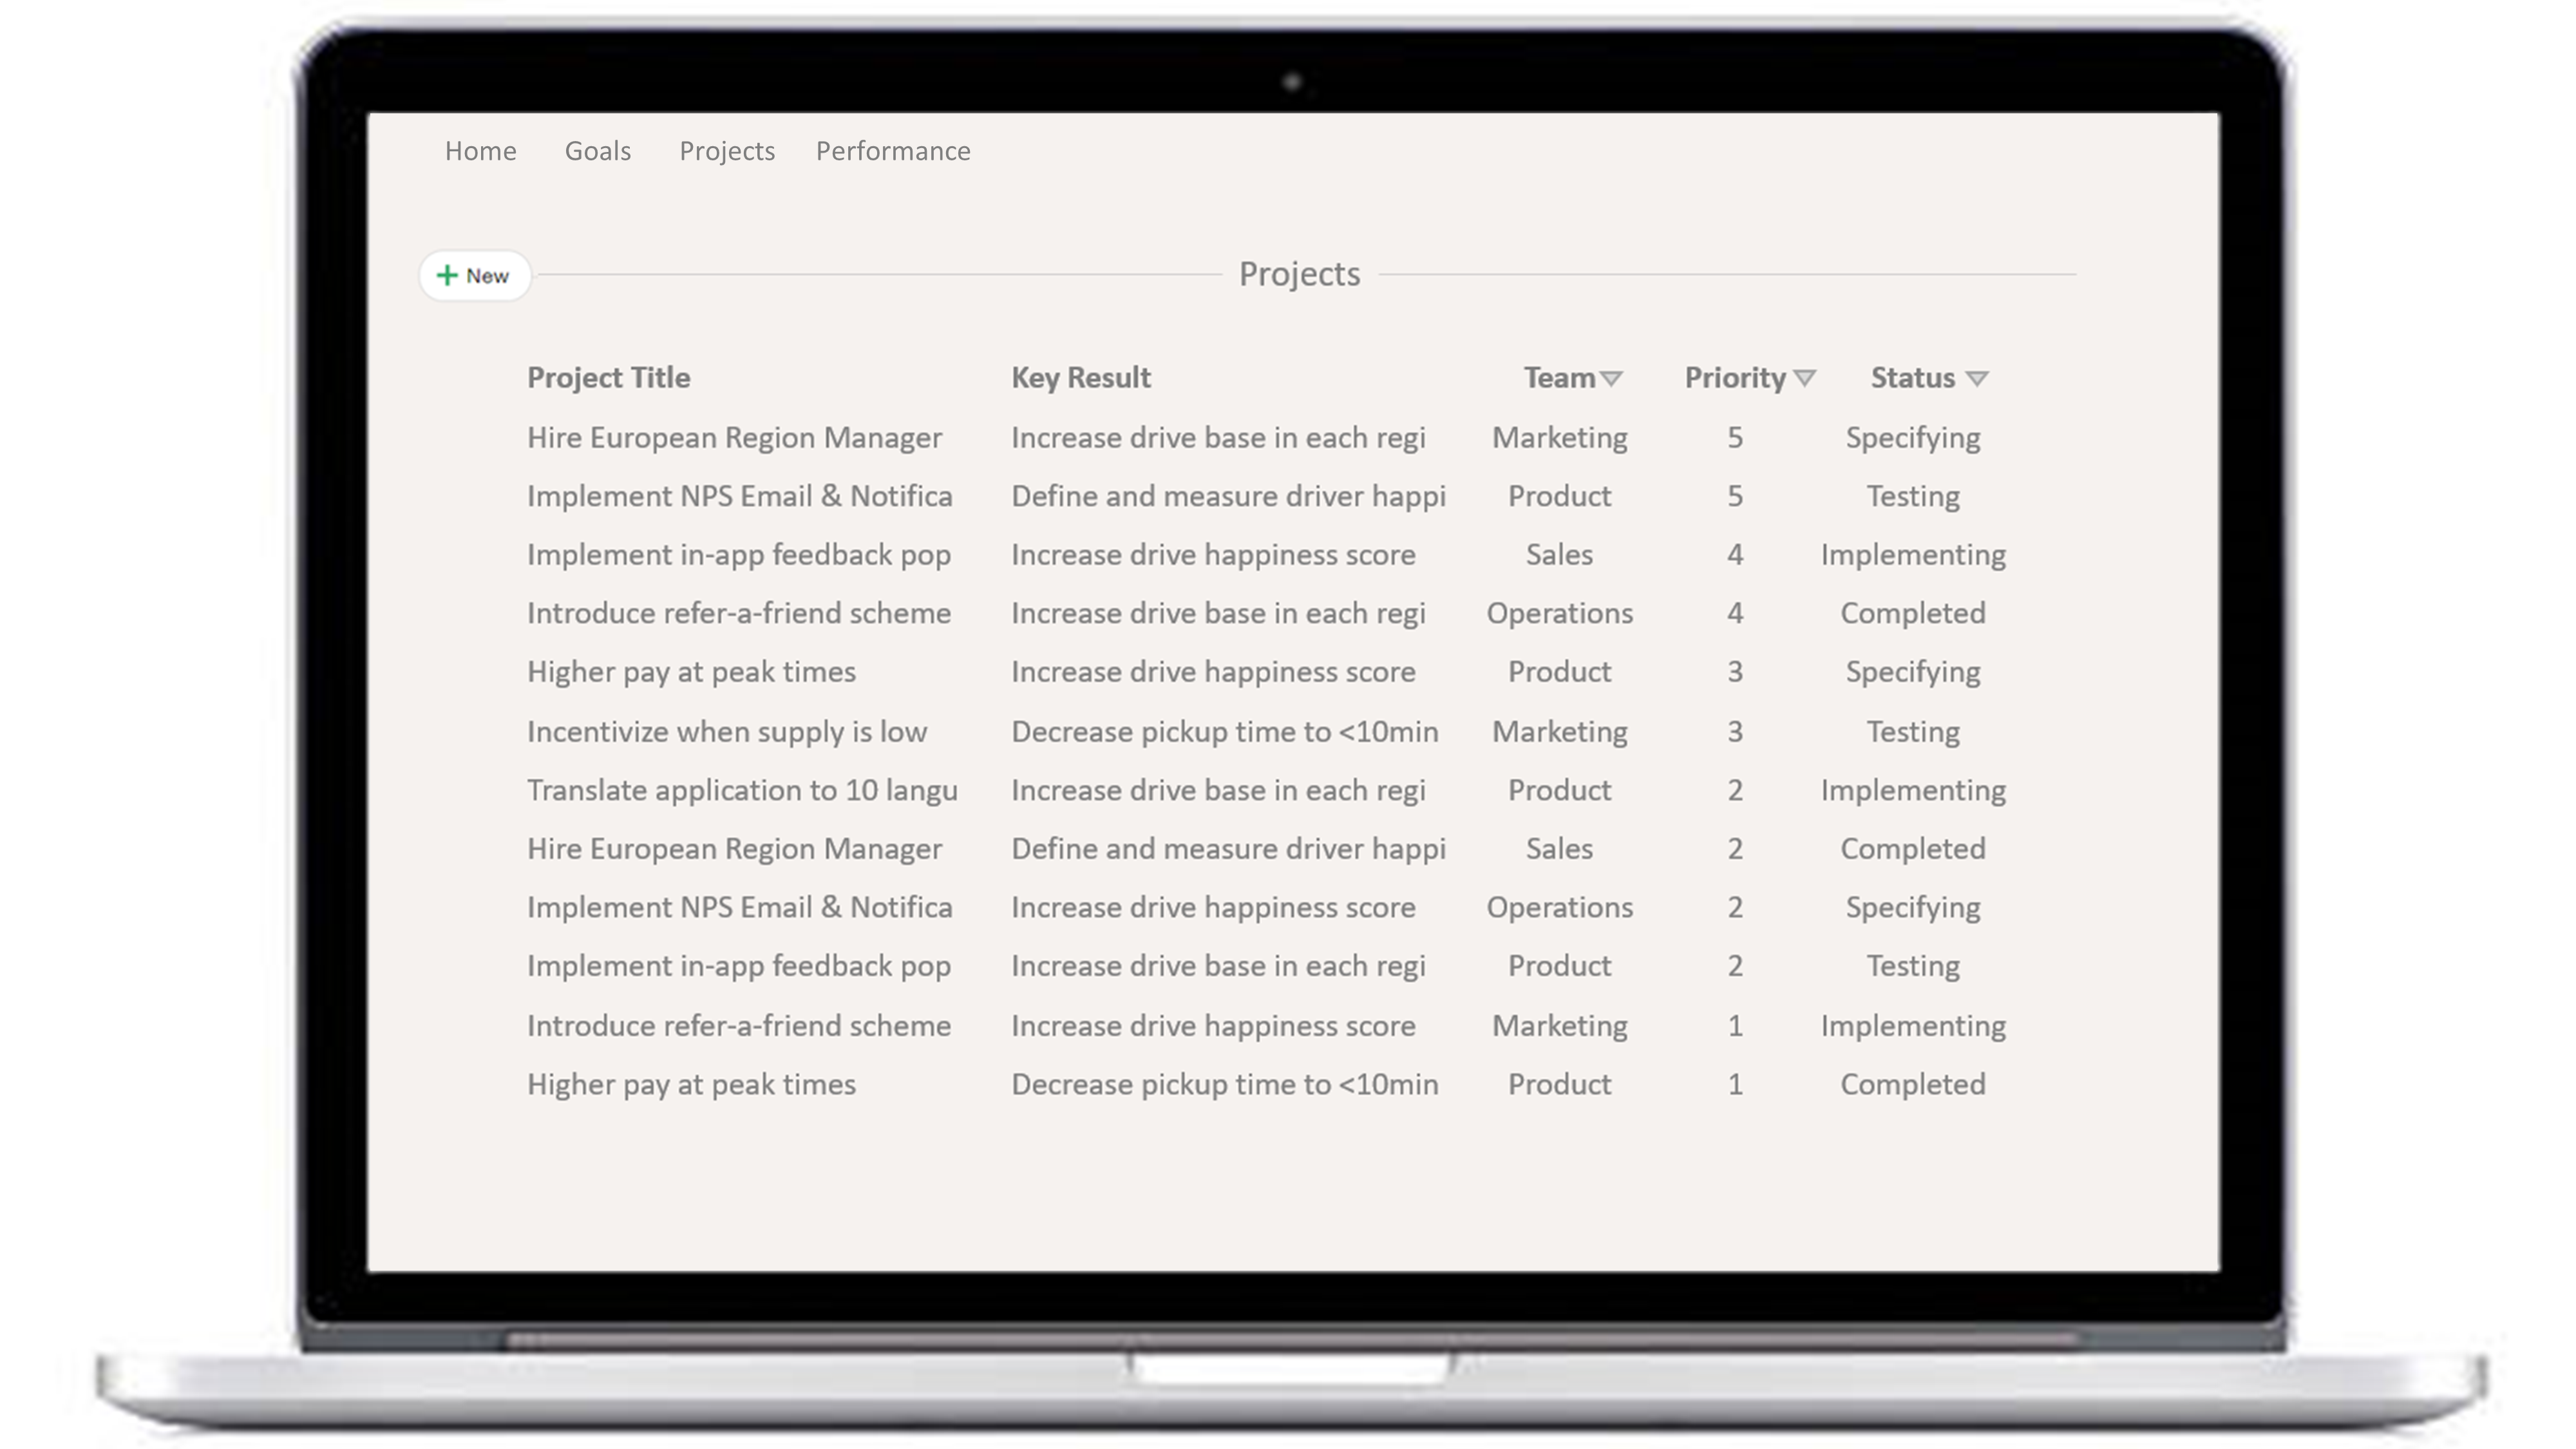 Home Goals Projects Performance
+ New Projects
Project Title Key Result Team Priority Status
Hire European Region Manager Increase drive base in each regi Marketing 5 Specifying
Implement NPS Email & Notifica Define and measure driver happi Product 5 Testing
Implement in-app feedback pop Increase drive happiness score Sales 4 Implementing
Introduce refer-a-friend scheme Increase drive base in each regi Operations 4 Completed
Higher pay at peak times Increase drive happiness score Product 3 Specifying
Incentivize when supply is low Decrease pickup time to <10min Marketing 3 Testing
Translate application to 10 langu Increase drive base in each regi Product 2 Implementing
Hire European Region Manager Define and measure driver happi Sales 2 Completed
Implement NPS Email & Notifica Increase drive happiness score Operations 2 Specifying
Implement in-app feedback pop Increase drive base in each regi Product 2 Testing
Introduce refer-a-friend scheme Increase drive happiness score Marketing 1 Implementing
Higher pay at peak times Decrease pickup time to <10min Product 1 Completed